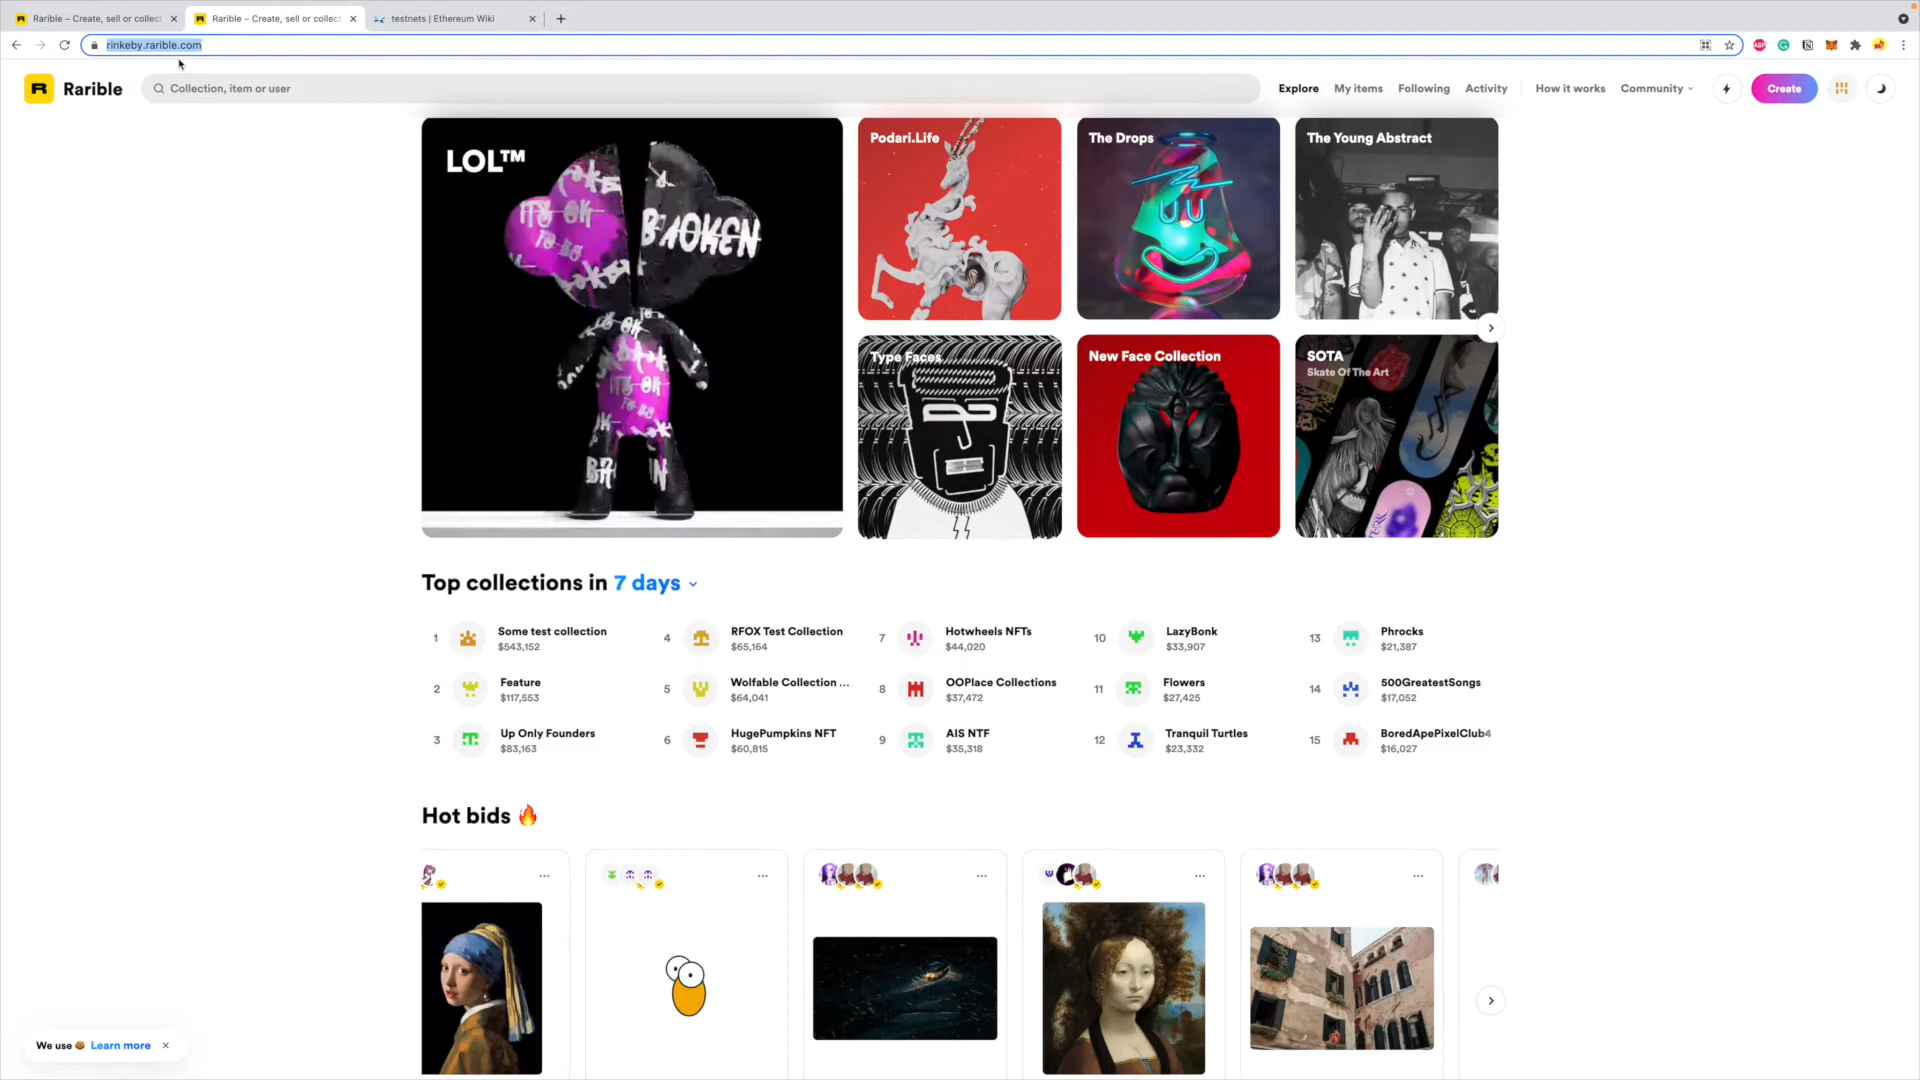 Rarible – Create, sell or collect
Rarible – Create, sell or collect
testnets | Ethereum Wiki
rinkeby.rarible.com
ABP
R
Rarible
Collection, item or user
Explore
My items
Following
Activity
How it works
Community
Create
LOL™
IT'S OK
TO BE
BROKEN
Podari.Life
The Drops
The Young Abstract
Type Faces
New Face Collection
SOTA
Skate Of The Art
Top collections in 7 days
1
Some test collection
$543,152
2
Feature
$117,553
3
Up Only Founders
$83,163
4
RFOX Test Collection
$65,164
5
Wolfable Collection ...
$64,041
6
HugePumpkins NFT
$60,815
7
Hotwheels NFTs
$44,020
8
OOPlace Collections
$37,472
9
AIS NTF
$35,318
10
LazyBonk
$33,907
11
Flowers
$27,425
12
Tranquil Turtles
$23,332
13
Phrocks
$21,387
14
500GreatestSongs
$17,052
15
BoredApePixelClub4
$16,027
Hot bids 🔥
We use 🍪 Learn more